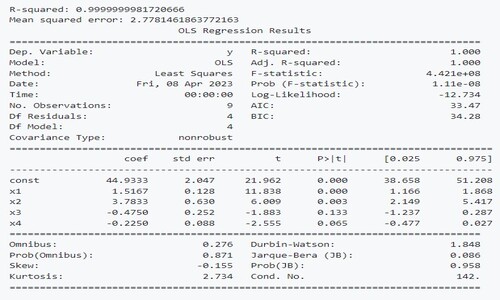 R-squared: 0.9999999981720666
Mean squared error: 2.7781461863772163
OLS Regression Results
==============================================================================
Dep. Variable: y R-squared: 1.000
Model: OLS Adj. R-squared: 1.000
Method: Least Squares F-statistic: 4.421e+08
Date: Fri, 08 Apr 2023 Prob (F-statistic): 1.11e-08
Time: 00:00:00 Log-Likelihood: -12.734
No. Observations: 9 AIC: 33.47
Df Residuals: 4 BIC: 34.28
Df Model: 4
Covariance Type: nonrobust
==============================================================================
coef std err t P>|t| [0.025 0.975]
------------------------------------------------------------------------------
const 44.9333 2.047 21.962 0.000 38.658 51.208
x1 1.5167 0.128 11.838 0.000 1.166 1.868
x2 3.7833 0.630 6.009 0.003 2.149 5.417
x3 -0.4750 0.252 -1.883 0.133 -1.237 0.287
x4 -0.2250 0.088 -2.555 0.065 -0.477 0.027
==============================================================================
Omnibus: 0.276 Durbin-Watson: 1.848
Prob(Omnibus): 0.871 Jarque-Bera (JB): 0.086
Skew: -0.155 Prob(JB): 0.958
Kurtosis: 2.734 Cond. No. 142.
==============================================================================